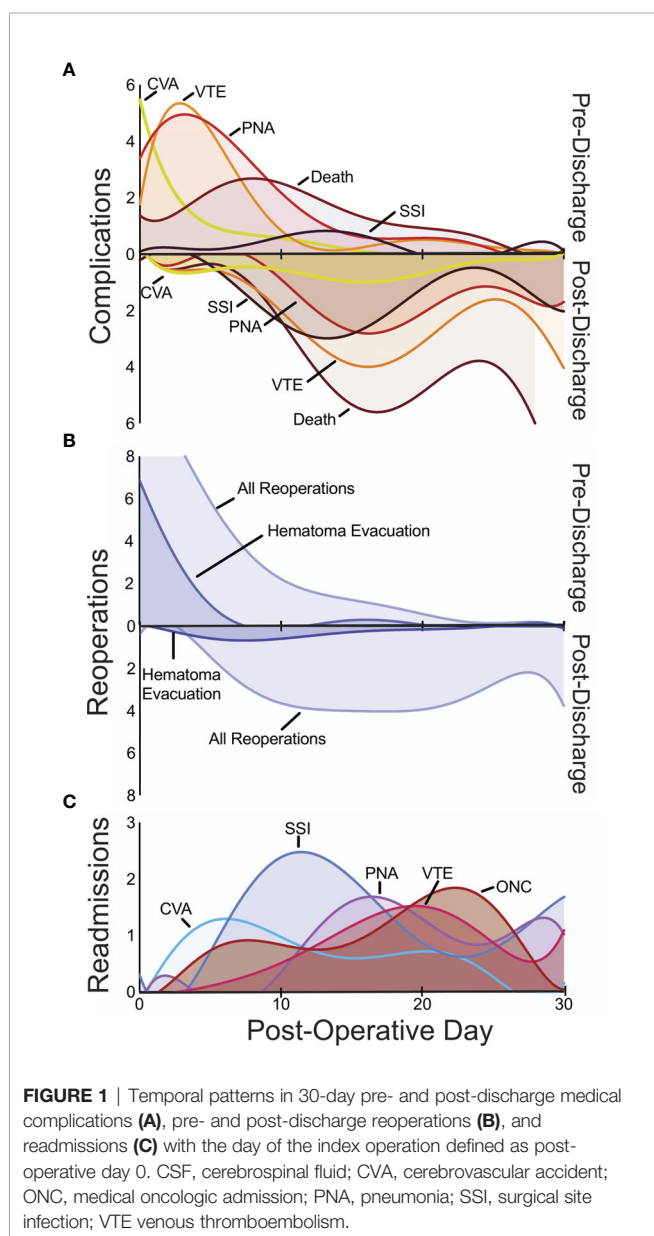 A
6
CVA
VTE
PNA
4
Death
2
SSI
0
CVA
SSI
PNA
2
4
VTE
Death
6
Complications
Pre-Discharge
Post-Discharge
B
8
All Reoperations
6
Hematoma Evacuation
4
2
0
Hematoma
Evacuation
2
4
All Reoperations
6
8
Reoperations
Pre-Discharge
Post-Discharge
C
3
SSI
PNA
VTE
ONC
2
CVA
1
0
Readmissions
0
10
20
30
Post-Operative Day
FIGURE 1 | Temporal patterns in 30-day pre- and post-discharge medical
complications (A), pre- and post-discharge reoperations (B), and
readmissions (C) with the day of the index operation defined as post-
operative day 0. CSF, cerebrospinal fluid; CVA, cerebrovascular accident;
ONC, medical oncologic admission; PNA, pneumonia; SSI, surgical site
infection; VTE venous thromboembolism.